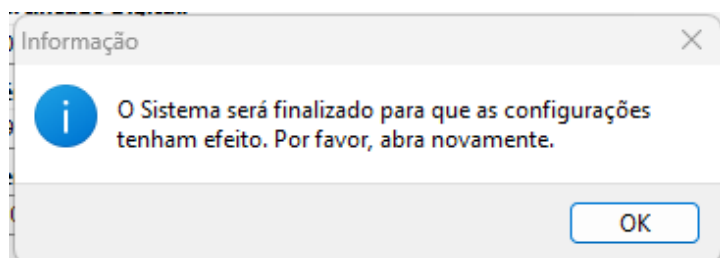 Informação
O Sistema será finalizado para que as configurações
tenham efeito. Por favor, abra novamente.
OK